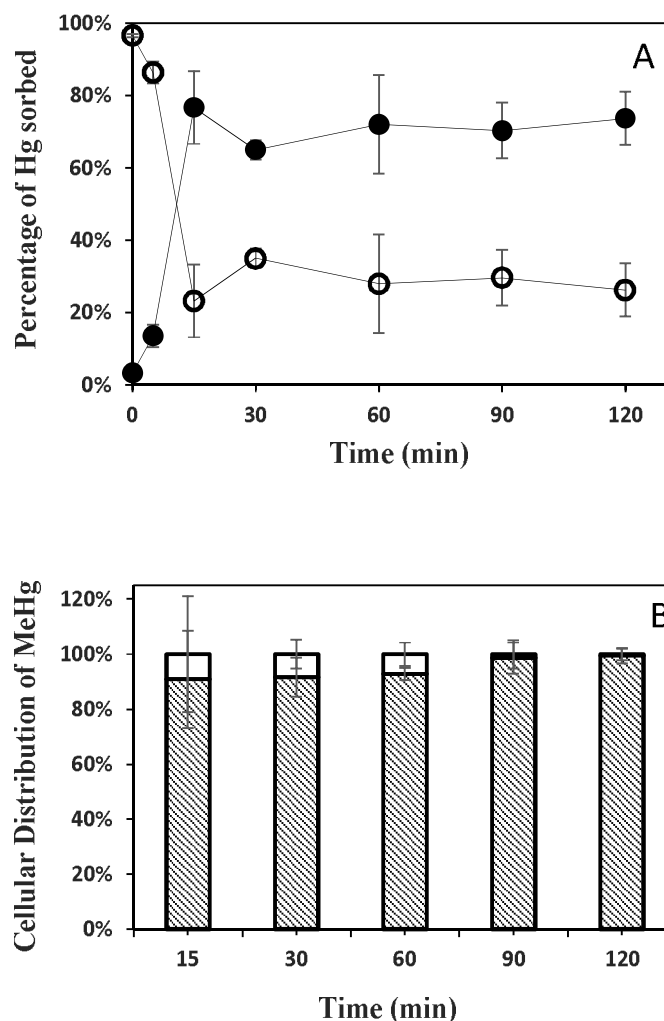 100%
A
80%
60%
40%
20%
0%
Percentage of Hg sorbed
0 30 60 90 120
Time (min)
120%
B
100%
80%
60%
40%
20%
0%
Cellular Distribution of MeHg
15 30 60 90 120
Time (min)